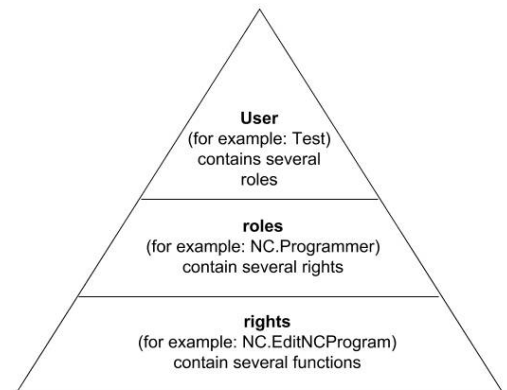 User
(for example: Test)
contains several
roles
roles
(for example: NC.Programmer)
contain several rights
rights
(for example: NC.EditNCProgram)
contain several functions